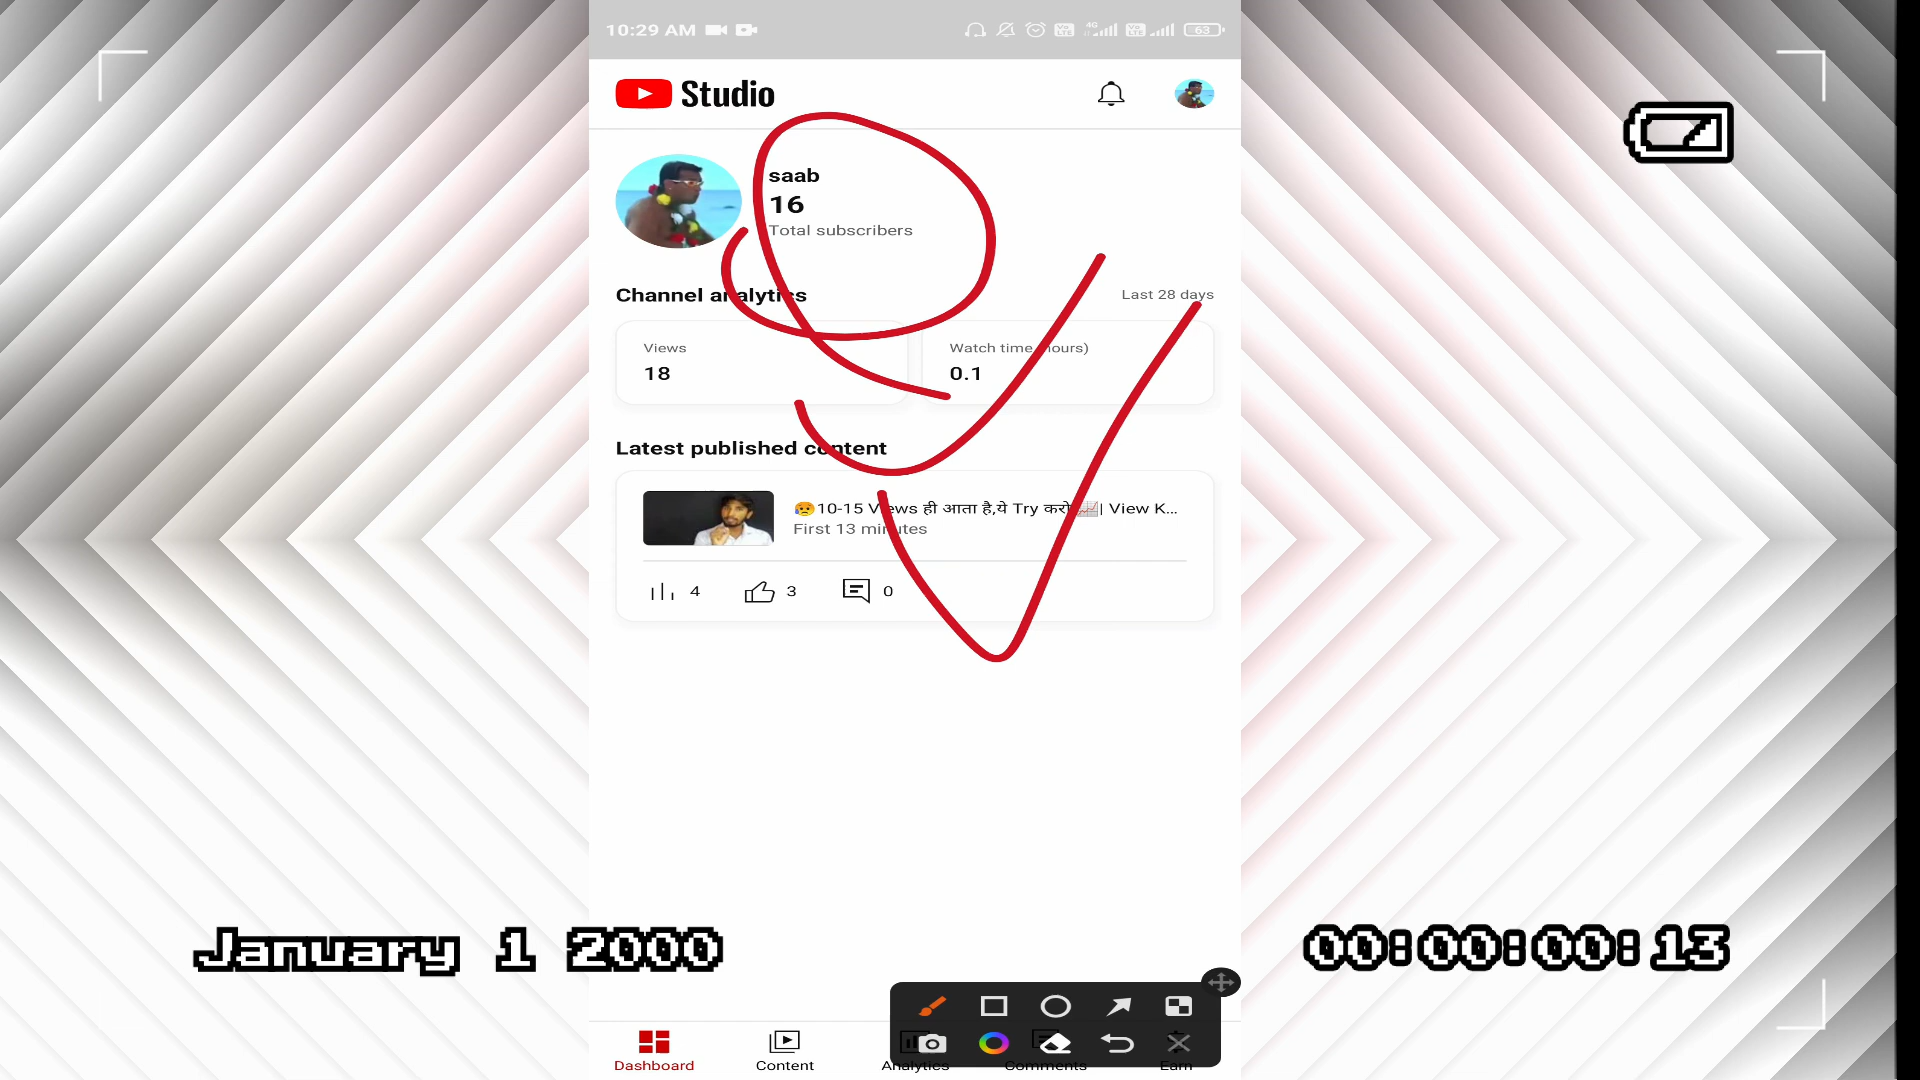 10:29 AM
4G
63
Studio
saab
16
Total subscribers
Channel analytics
Last 28 days
Views
18
Watch time (hours)
0.1
Latest published content
😥10-15 Views ही आता है,ये Try करो📈| View K...
First 13 minutes
4
3
0
January 1 2000
00:00:00:13
Dashboard
Content
Analytics
Comments
Earn